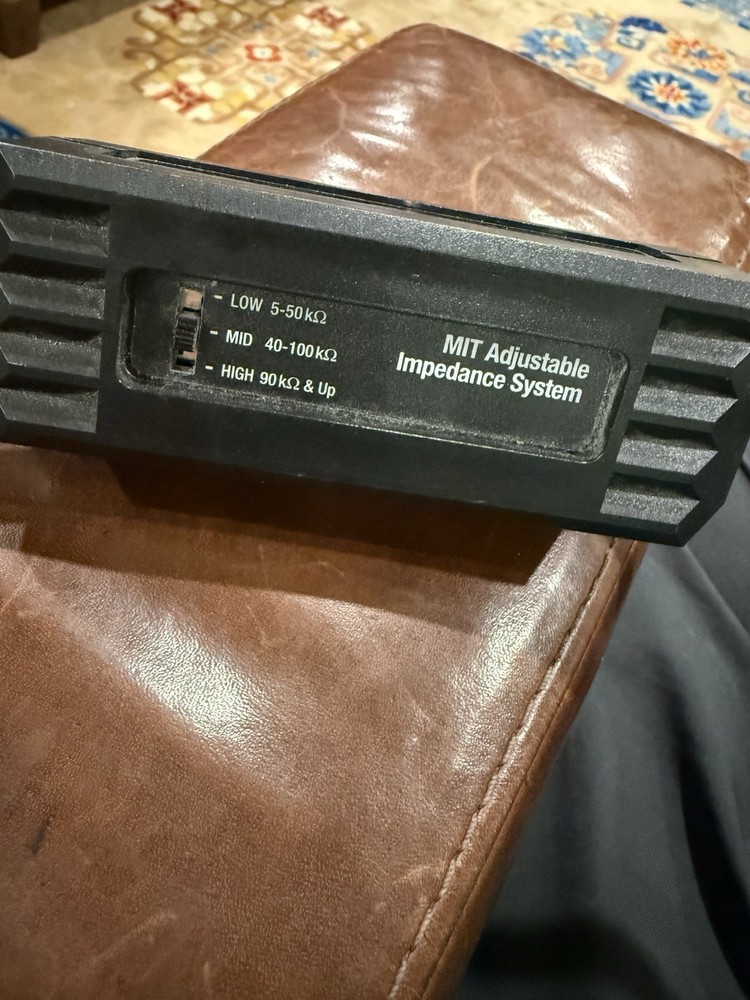 LOW 5-50kΩ
MID 40-100kΩ
HIGH 90kΩ & Up
MIT Adjustable
Impedance System